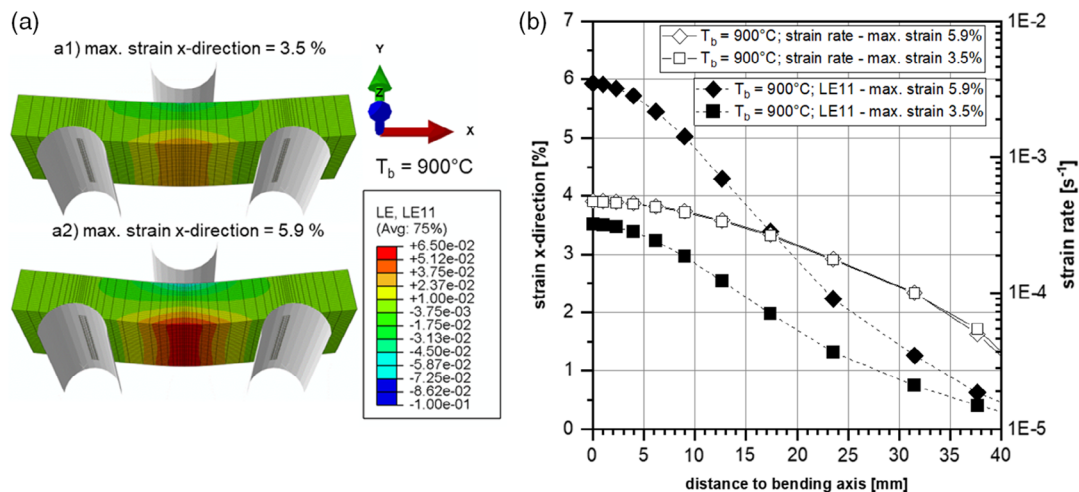 (a)
a1) max. strain x-direction = 3.5 %
Y
Z
X
T_b = 900°C
a2) max. strain x-direction = 5.9 %
LE, LE11
(Avg: 75%)
+6.50e-02
+5.12e-02
+3.75e-02
+2.37e-02
+1.00e-02
-3.75e-03
-1.75e-02
-3.13e-02
-4.50e-02
-5.87e-02
-7.25e-02
-8.62e-02
-1.00e-01
(b)
T_b = 900°C; strain rate - max. strain 5.9%
T_b = 900°C; strain rate - max. strain 3.5%
T_b = 900°C; LE11 - max. strain 5.9%
T_b = 900°C; LE11 - max. strain 3.5%
strain x-direction [%]
7
6
5
4
3
2
1
0
0 5 10 15 20 25 30 35 40
distance to bending axis [mm]
1E-2
1E-3
1E-4
1E-5
strain rate [s⁻¹]